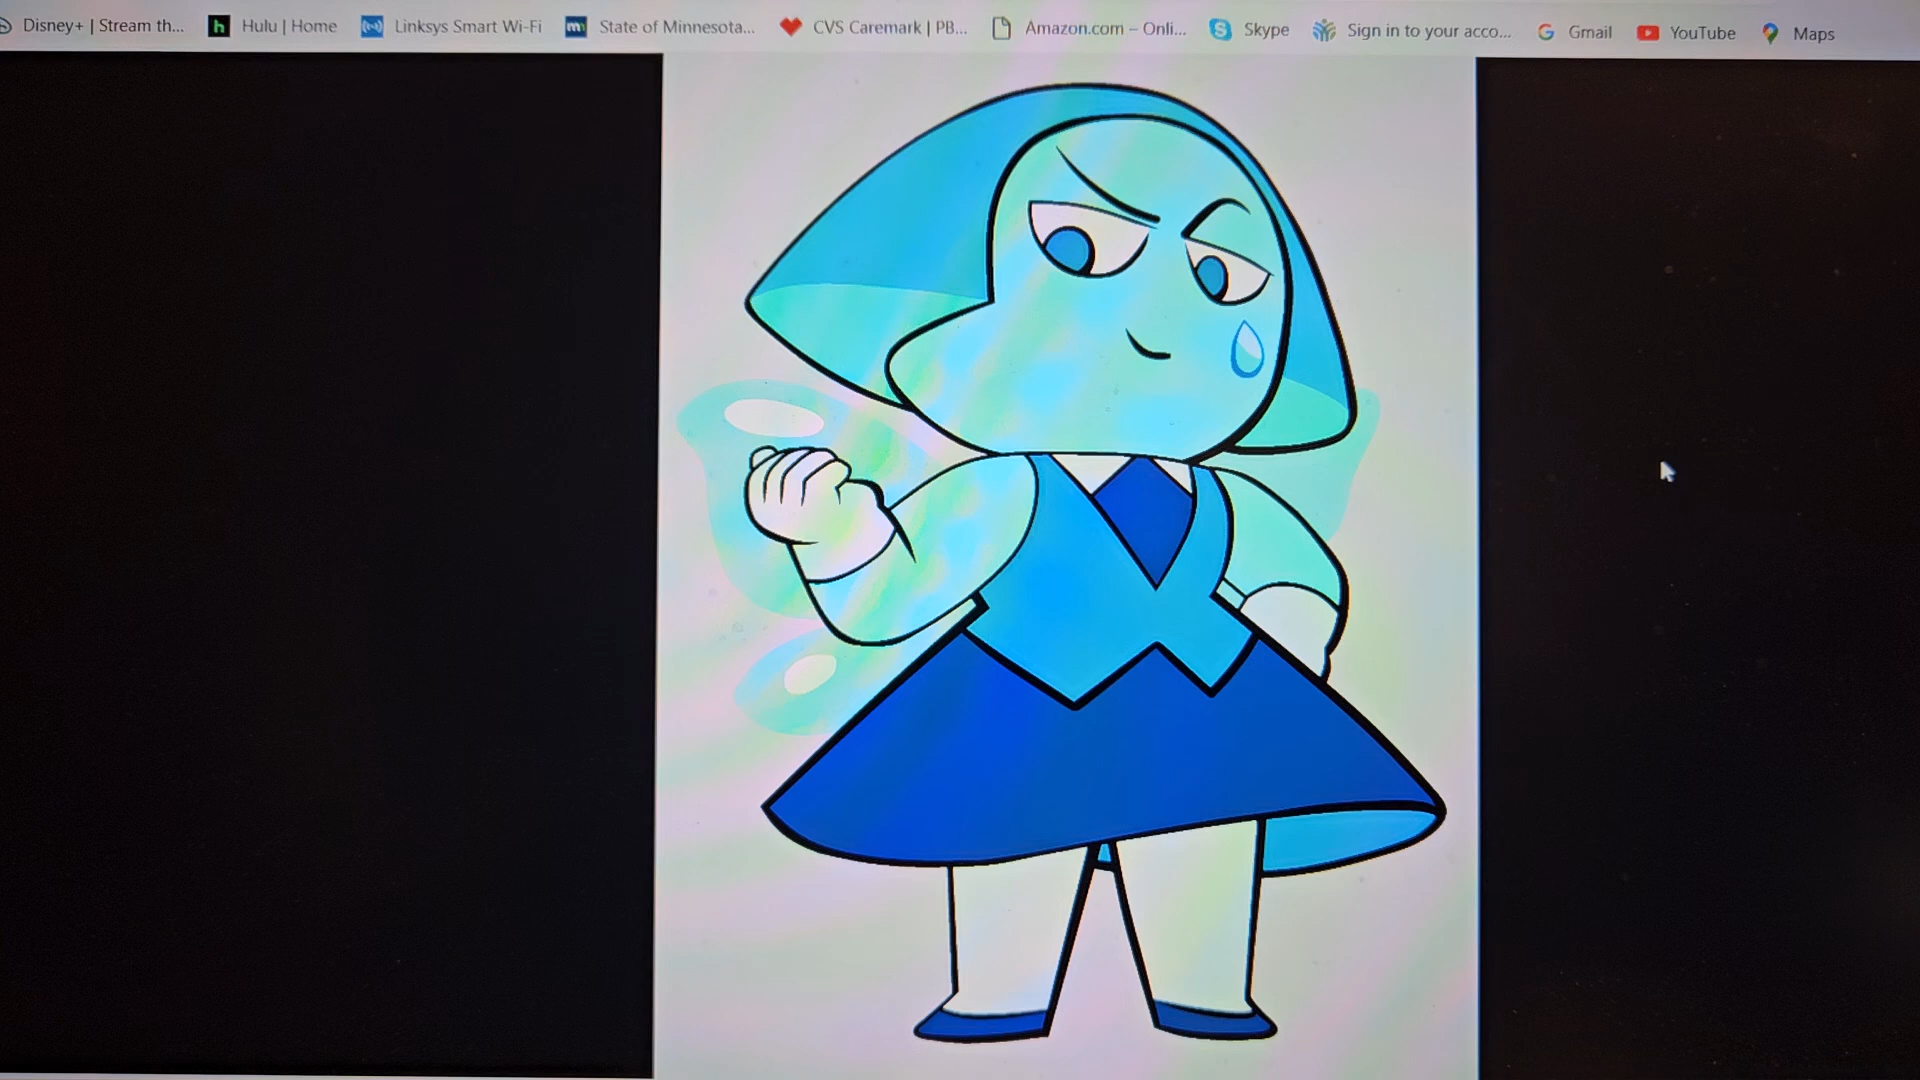 Disney+ | Stream th... h Hulu | Home Linksys Smart Wi-Fi m State of Minnesota... CVS Caremark | PB... Amazon.com – Onli... S Skype Sign in to your acco... G Gmail YouTube Maps